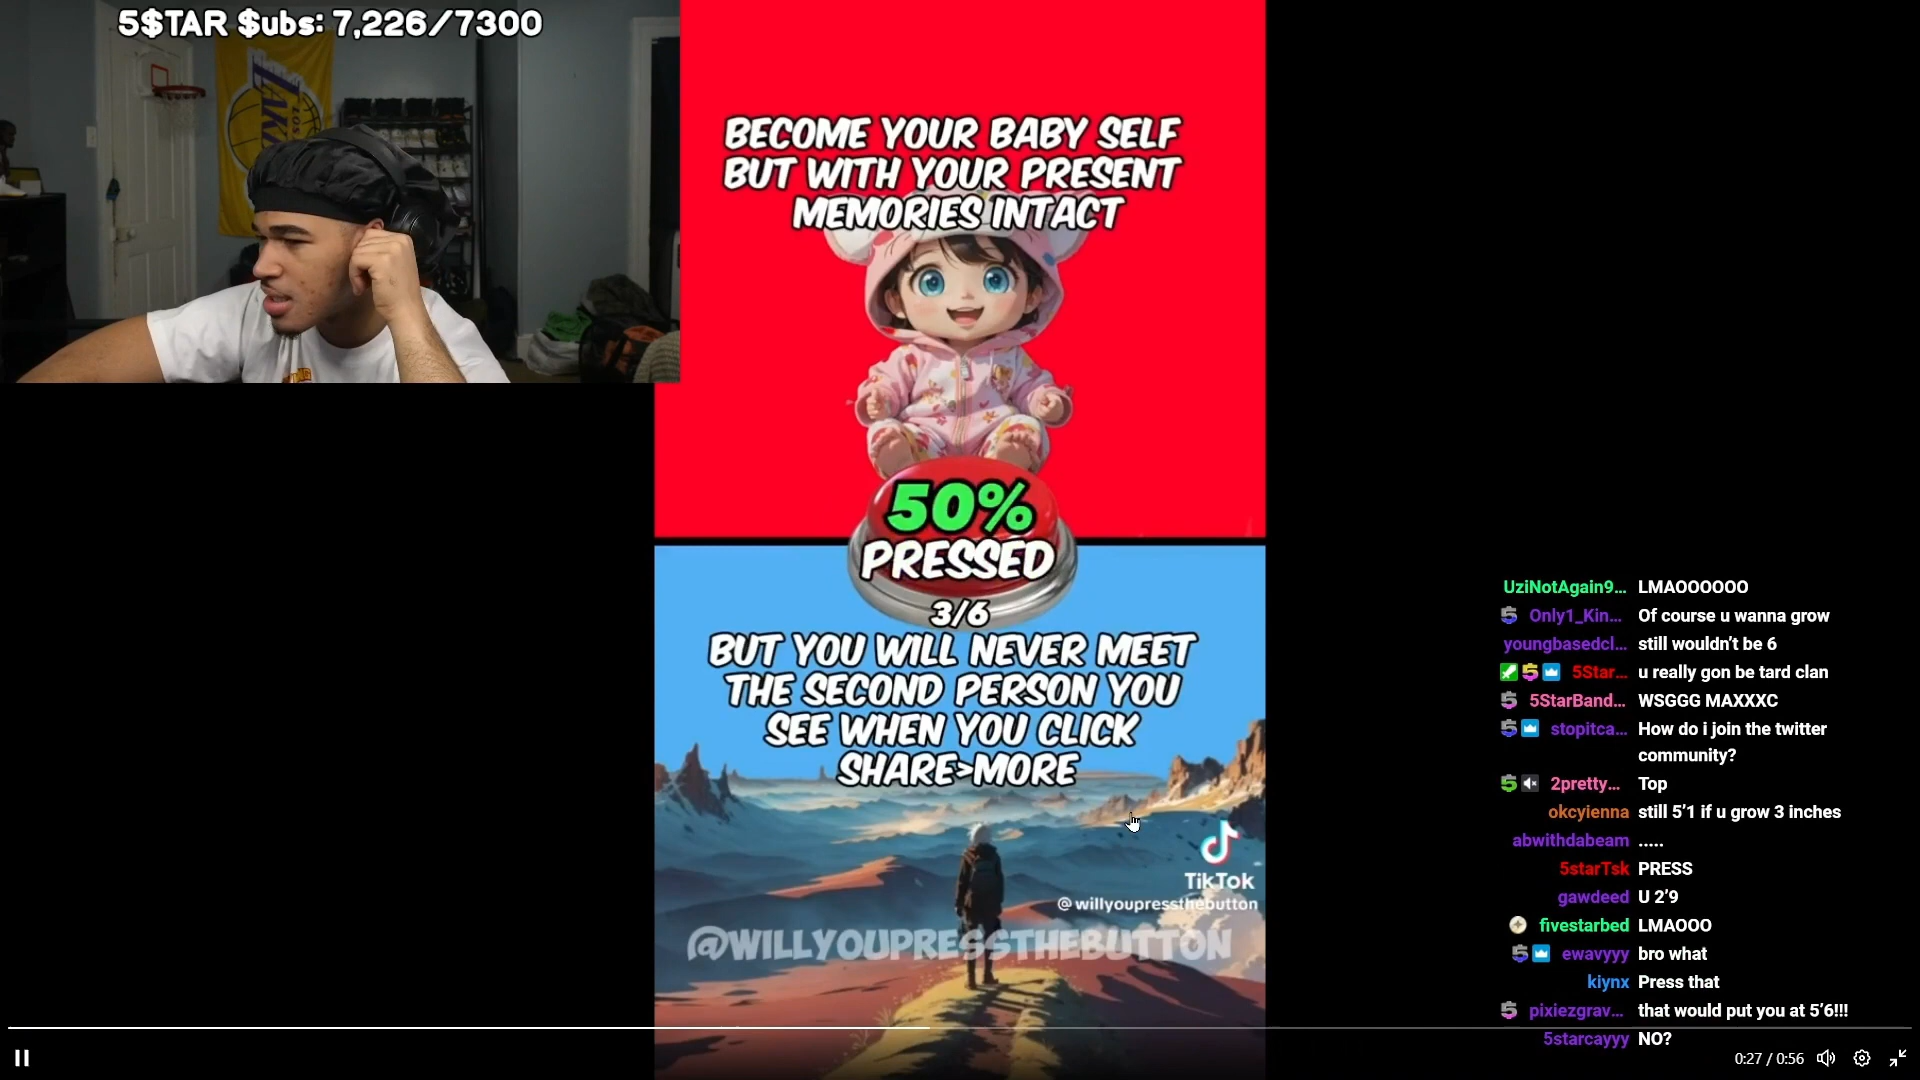 5$TAR $ubs: 7,226/7300
LOS
BECOME YOUR BABY SELF
BUT WITH YOUR PRESENT
MEMORIES INTACT
50%
PRESSED
3/6
BUT YOU WILL NEVER MEET
THE SECOND PERSON YOU
SEE WHEN YOU CLICK
SHARE>MORE
TikTok
@willyoupressthebutton
@WILLYOUPRESSTHEBUTTON
UziNotAgain9... LMAOOOOOO
Only1_Kin... Of course u wanna grow
youngbasedcl... still wouldn't be 6
5Star... u really gon be tard clan
5StarBand... WSGGG MAXXXC
stopitca... How do i join the twitter
community?
2pretty... Top
okcyienna still 5'1 if u grow 3 inches
abwithdabeam .....
5starTsk PRESS
gawdeed U 2'9
fivestarbed LMAOOO
ewavyyy bro what
kiynx Press that
pixiezgrav... that would put you at 5'6!!!
5starcayyy NO?
0:27 / 0:56